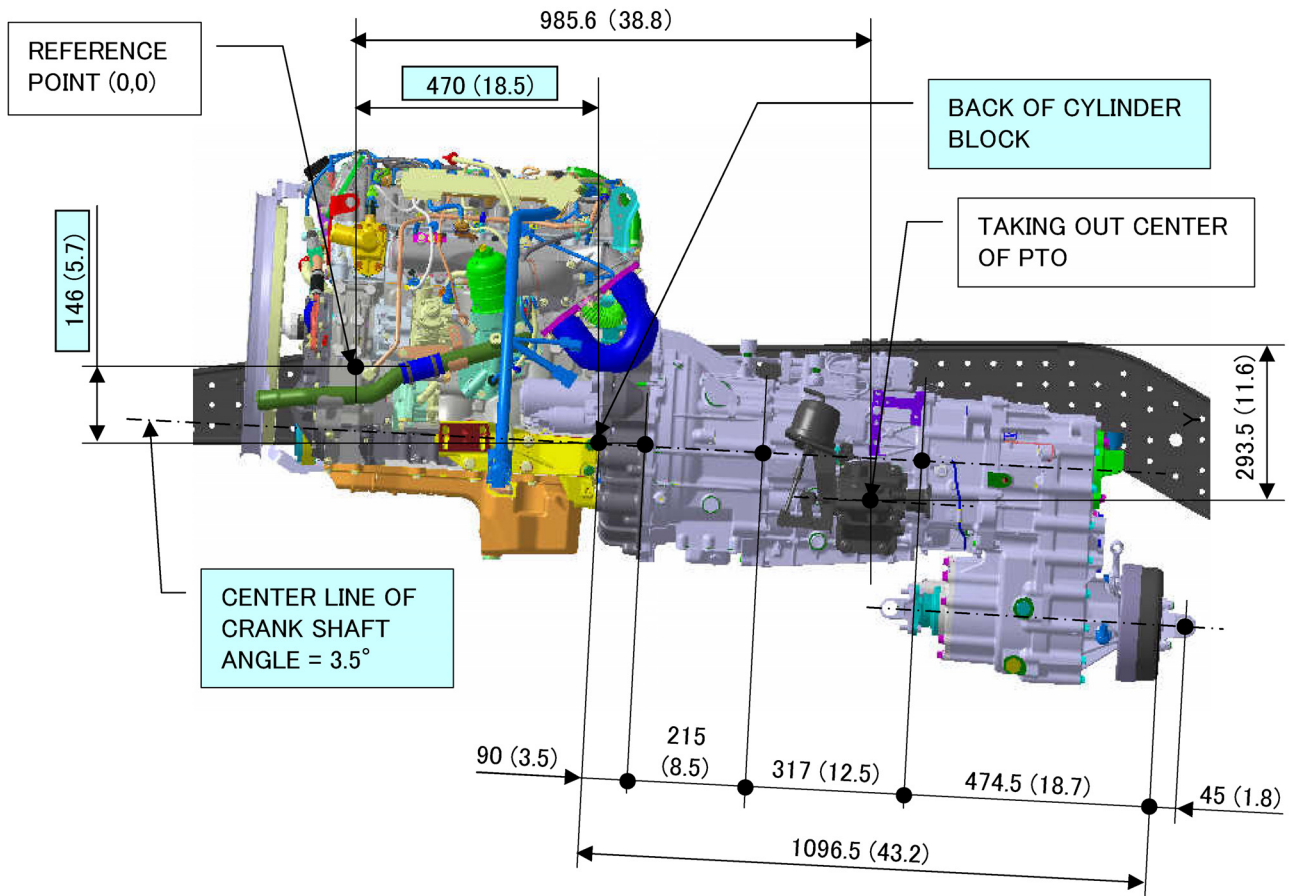 985.6 (38.8)
REFERENCE
POINT (0,0)
470 (18.5)
BACK OF CYLINDER
BLOCK
TAKING OUT CENTER
OF PTO
146 (5.7)
293.5 (11.6)
CENTER LINE OF
CRANK SHAFT
ANGLE = 3.5°
90 (3.5)
215
(8.5)
317 (12.5)
474.5 (18.7)
45 (1.8)
1096.5 (43.2)